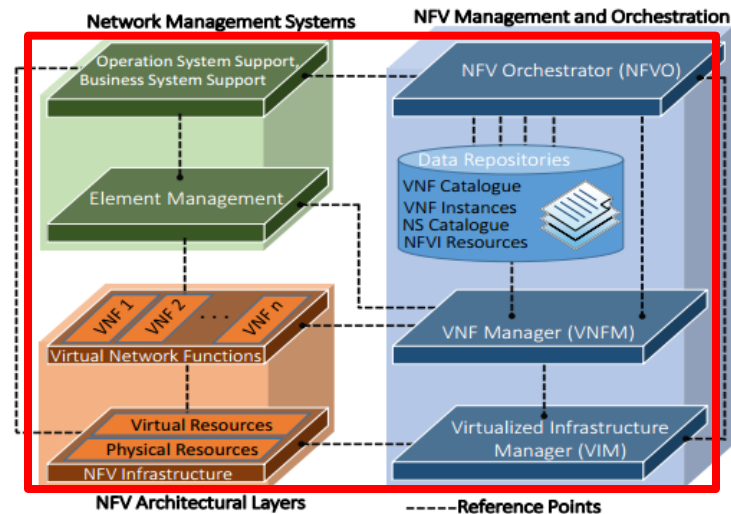 Network Management Systems
NFV Management and Orchestration
Operation System Support,
Business System Support
NFV Orchestrator (NFVO)
Data Repositories
VNF Catalogue
VNF Instances
NS Catalogue
NFVI Resources
Element Management
VNF 1
VNF 2
. . .
VNF n
Virtual Network Functions
VNF Manager (VNFM)
Virtual Resources
Physical Resources
NFV Infrastructure
Virtualized Infrastructure
Manager (VIM)
NFV Architectural Layers
-----Reference Points